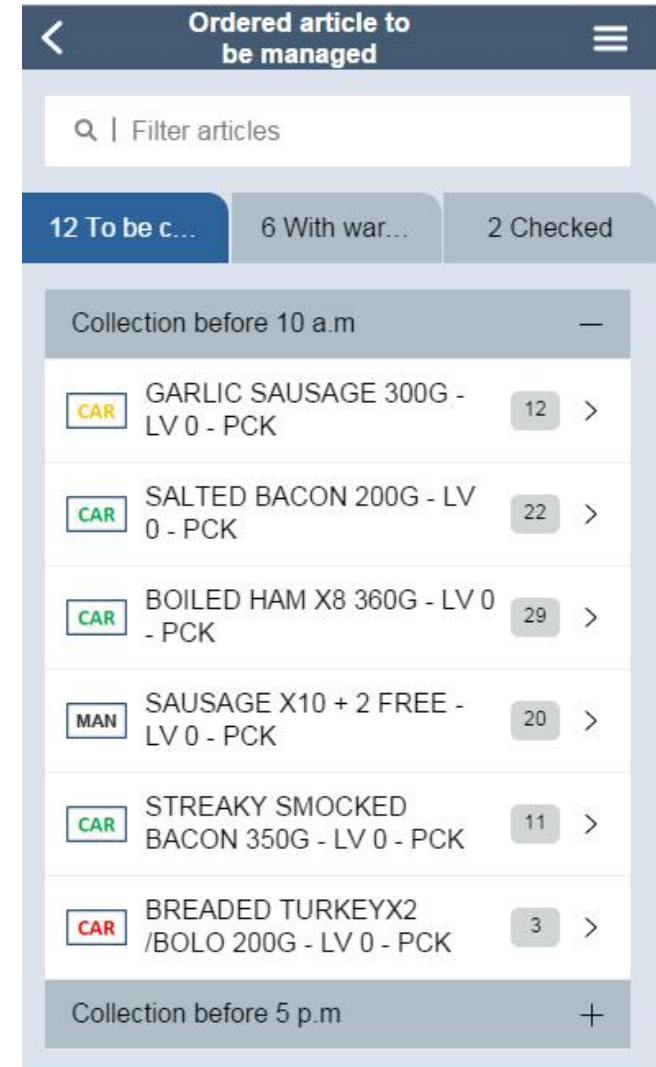 Ordered article to
be managed
Filter articles
12 To be c...
6 With war...
2 Checked
Collection before 10 a.m
CAR
GARLIC SAUSAGE 300G -
LV 0 - PCK
12
CAR
SALTED BACON 200G - LV
0 - PCK
22
CAR
BOILED HAM X8 360G - LV 0
- PCK
29
MAN
SAUSAGE X10 + 2 FREE -
LV 0 - PCK
20
CAR
STREAKY SMOCKED
BACON 350G - LV 0 - PCK
11
CAR
BREADED TURKEYX2
/BOLO 200G - LV 0 - PCK
3
Collection before 5 p.m